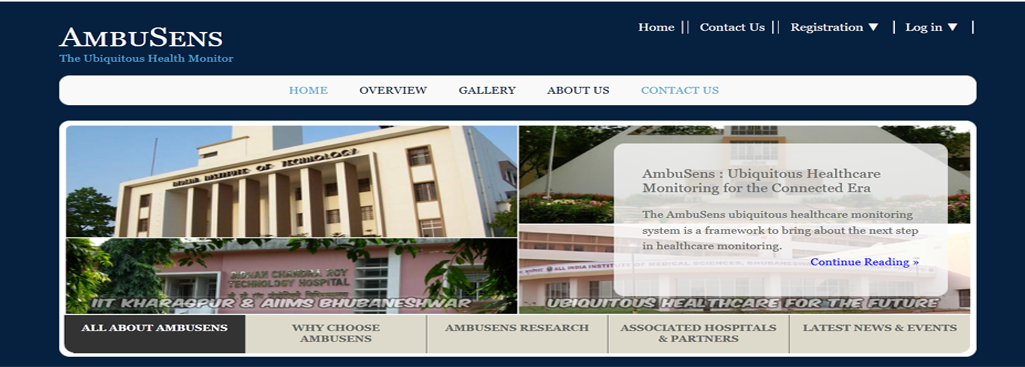 AMBUSENS
The Ubiquitous Health Monitor
Home || Contact Us || Registration ▼ | Log in ▼ |
HOME OVERVIEW GALLERY ABOUT US CONTACT US
INDIAN INSTITUTE OF TECHNOLOGY
AmbuSens : Ubiquitous Healthcare
Monitoring for the Connected Era
The AmbuSens ubiquitous healthcare monitoring
system is a framework to bring about the next step
in healthcare monitoring.
Continue Reading »
BIDHAN CHANDRA ROY
TECHNOLOGY HOSPITAL
ALL INDIA INSTITUTE OF MEDICAL SCIENCES, BHUBANESWAR
IIT KHARAGPUR & AIIMS BHUBANESHWAR
UBIQUITOUS HEALTHCARE FOR THE FUTURE
ALL ABOUT AMBUSENS
WHY CHOOSE
AMBUSENS
AMBUSENS RESEARCH
ASSOCIATED HOSPITALS
& PARTNERS
LATEST NEWS & EVENTS